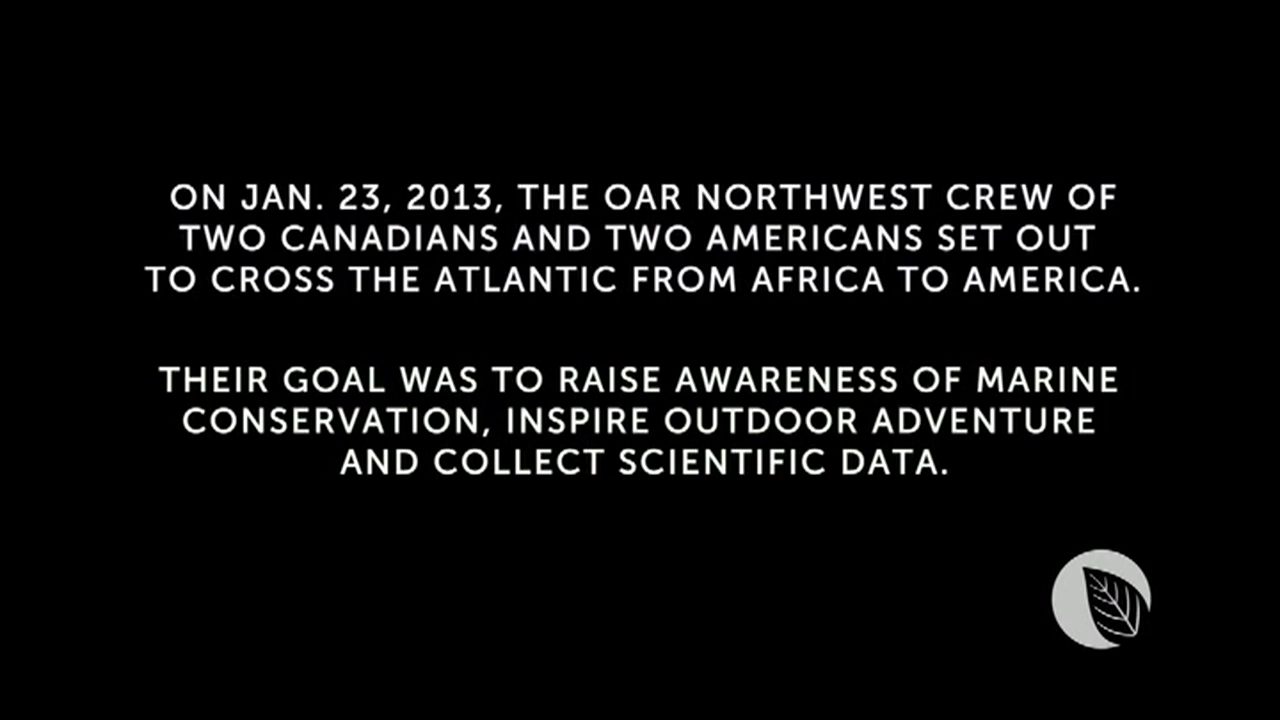 ON JAN. 23, 2013, THE OAR NORTHWEST CREW OF
TWO CANADIANS AND TWO AMERICANS SET OUT
TO CROSS THE ATLANTIC FROM AFRICA TO AMERICA.
THEIR GOAL WAS TO RAISE AWARENESS OF MARINE
CONSERVATION, INSPIRE OUTDOOR ADVENTURE
AND COLLECT SCIENTIFIC DATA.